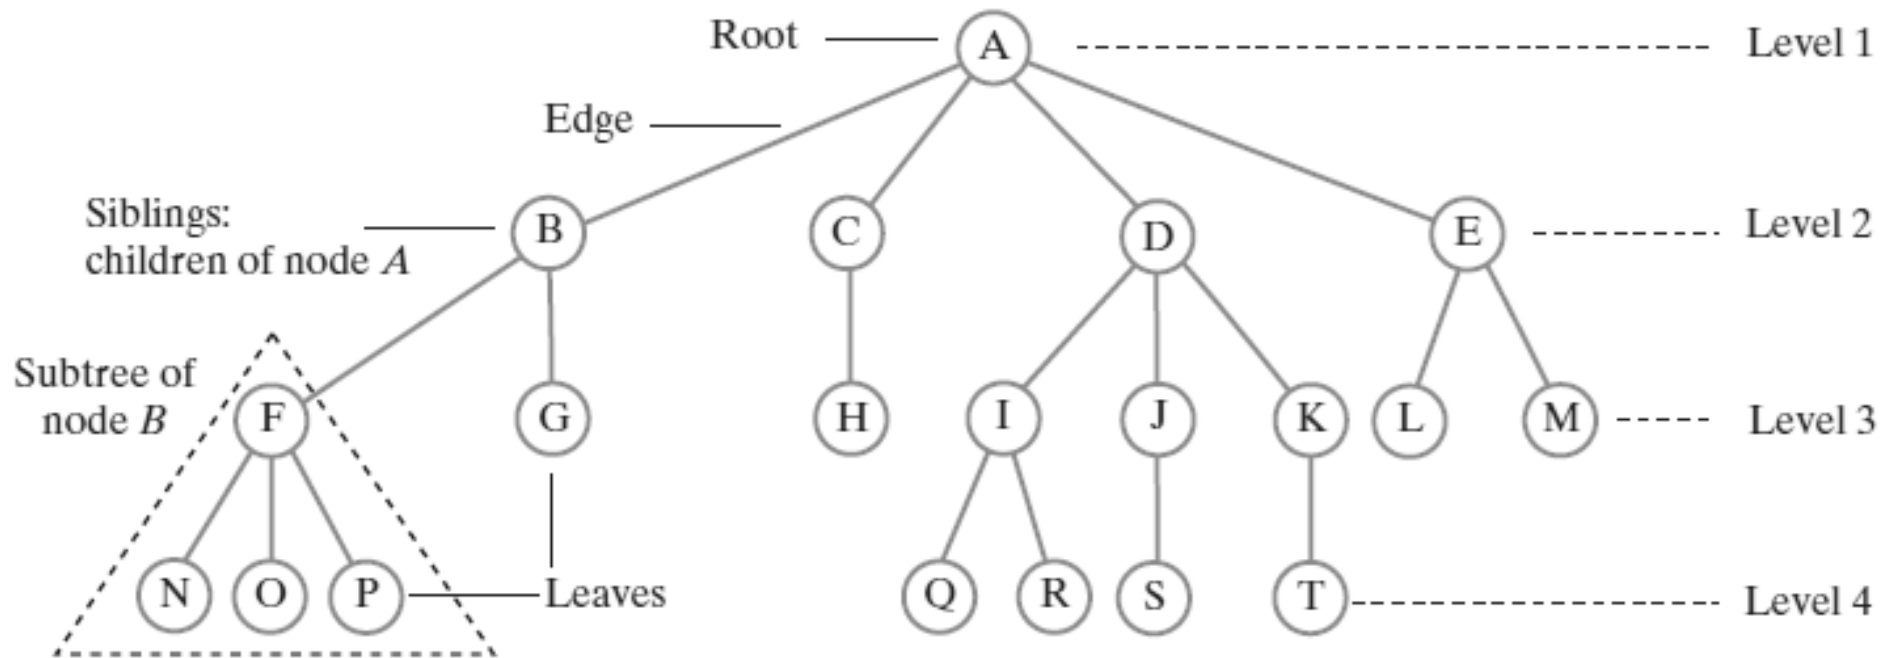 Root
A
Level 1
Edge
Siblings:
children of node A
B
C
D
E
Level 2
Subtree of
node B
F
G
H
I
J
K
L
M
Level 3
N
O
P
Leaves
Q
R
S
T
Level 4